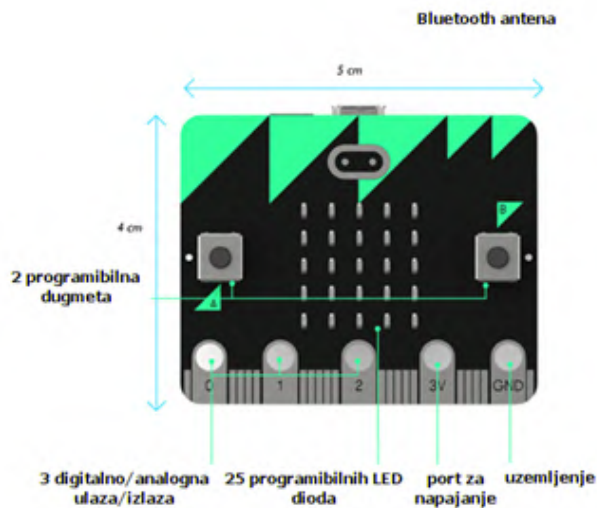 Bluetooth antena
5 cm
4 cm
B
2 programibilna
dugmeta
A
0
1
2
3V
GND
3 digitalno/analogna
ulaza/izlaza
25 programibilnih LED
dioda
port za
napajanje
uzemljenje